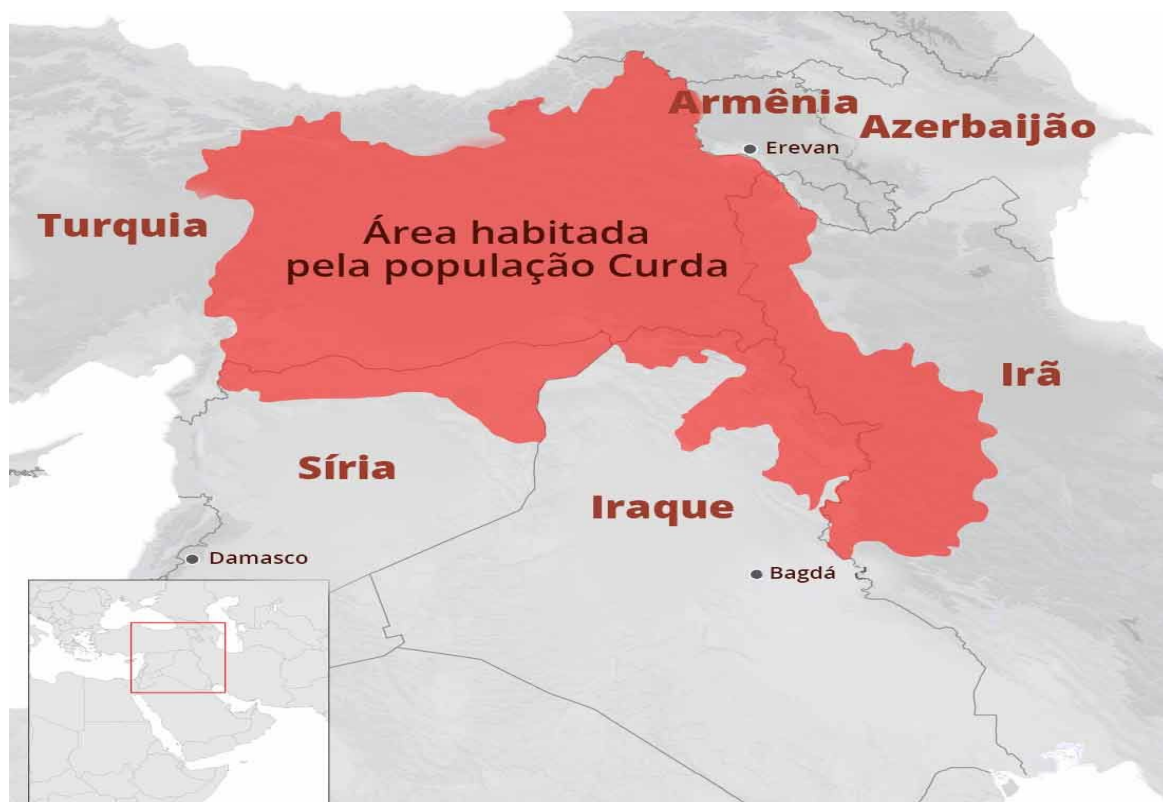 Armênia
Azerbaijão
Erevan
Turquia
Área habitada
pela população Curda
Irã
Síria
Iraque
Damasco
Bagdá